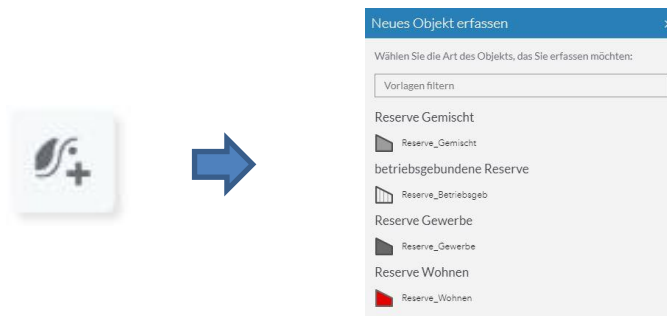 Neues Objekt erfassen
Wählen Sie die Art des Objekts, das Sie erfassen möchten:
Vorlagen filtern
Reserve Gemischt
Reserve_Gemischt
betriebsgebundene Reserve
Reserve_Betriebsgeb
Reserve Gewerbe
Reserve_Gewerbe
Reserve Wohnen
Reserve_Wohnen